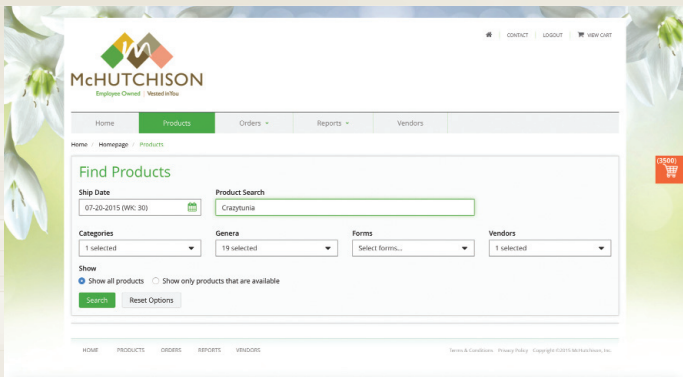 McHUTCHISON
Employee Owned | Vested in You
CONTACT | LOGOUT | VIEW CART
Home Products Orders Reports Vendors
Home / Homepage / Products
(3500)
Find Products
Ship Date Product Search
07-20-2015 (WK: 30) Crazytunia
Categories Genera Forms Vendors
1 selected 19 selected Select forms... 1 selected
Show
Show all products Show only products that are available
Search Reset Options
HOME PRODUCTS ORDERS REPORTS VENDORS Terms & Conditions Privacy Policy Copyright ©2015 McHutchison, Inc.